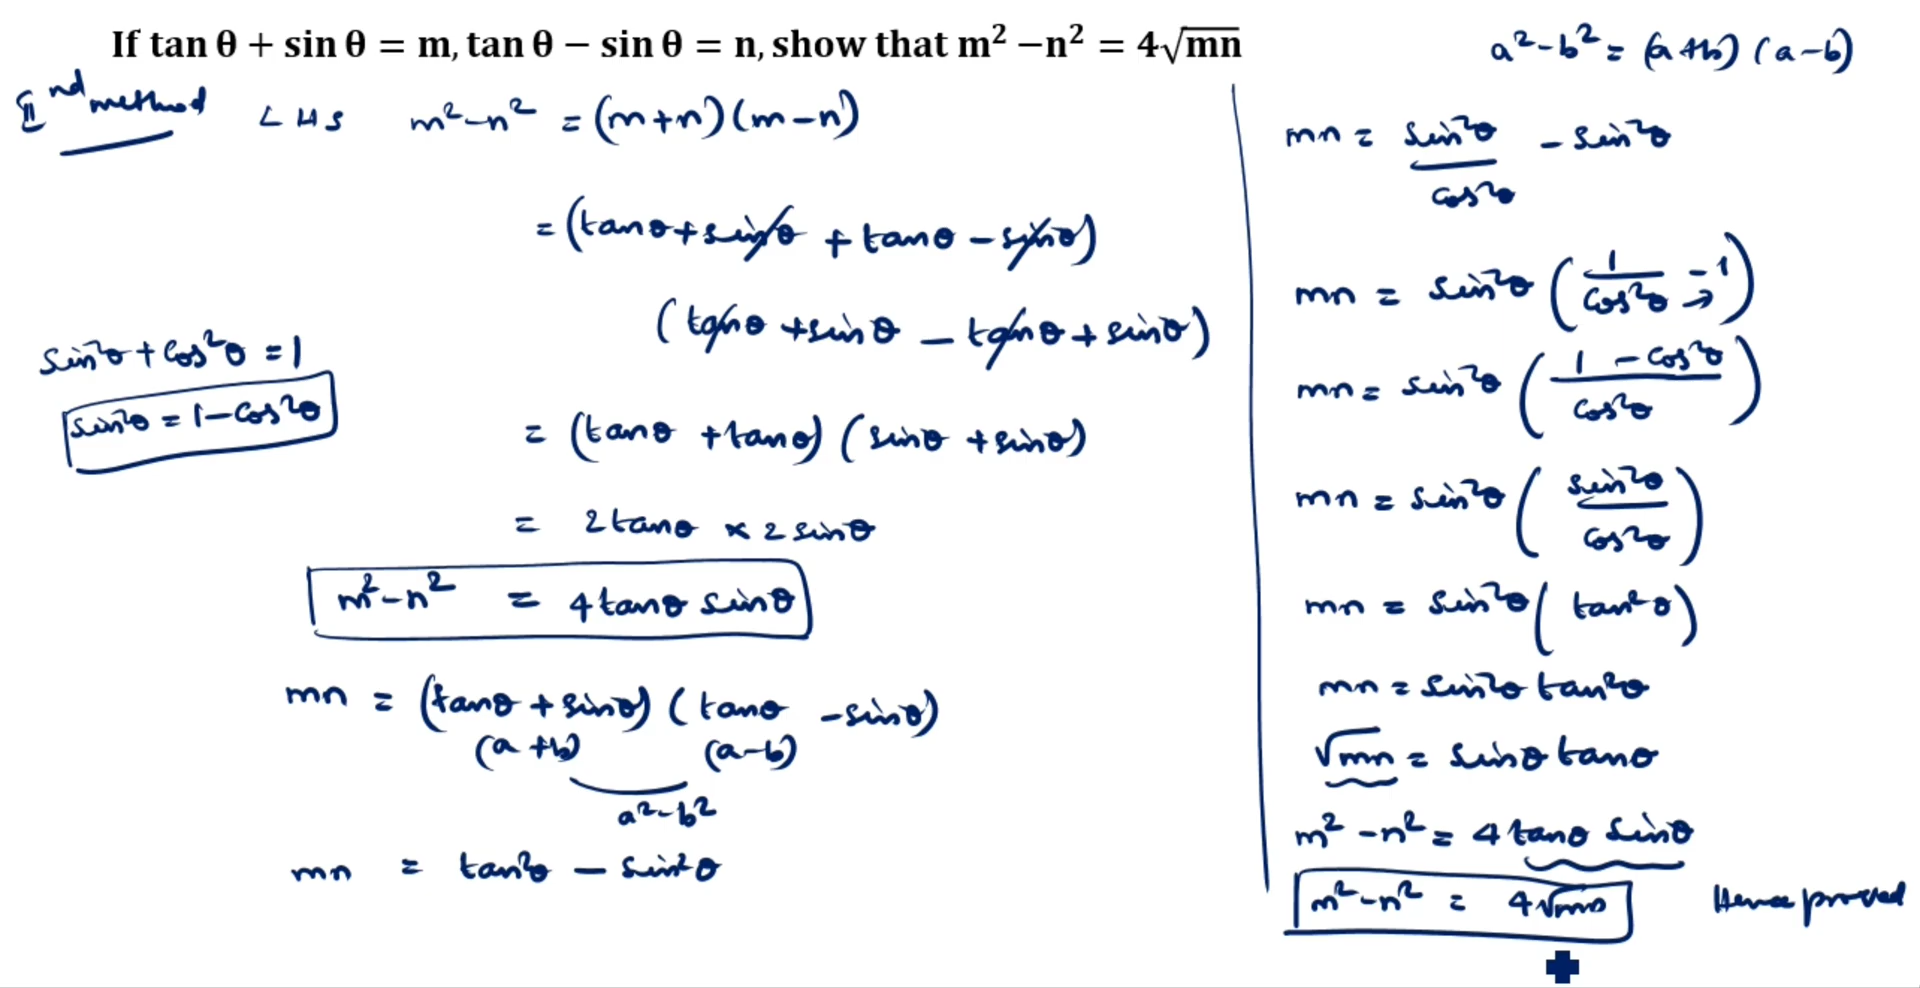 If tan θ + sin θ = m, tan θ − sin θ = n, show that m² −n² = 4√mn
a²-b² = (a+b) (a-b)
IInd method
LHS m²-n² = (m+n)(m-n)
= (tanθ+sinθ + tanθ - sinθ)
(tanθ +sinθ - tanθ + sinθ)
sin²θ + cos²θ = 1
sin²θ = 1-cos²θ
= (tanθ +tanθ) (sinθ +sinθ)
= 2tanθ × 2 sinθ
m²-n² = 4tanθ sinθ
mn = (tanθ + sinθ) ( tanθ -sinθ)
(a +b) (a-b)
a²-b²
mn = tan²θ - sin²θ
mn = sin²θ/cos²θ - sin²θ
mn = sin²θ (1/cos²θ - 1)
mn = sin²θ (1 - cos²θ/cos²θ)
mn = sin²θ (sin²θ/cos²θ)
mn = sin²θ ( tan²θ)
mn = sin²θ tan²θ
√mn = sinθ tanθ
m² -n² = 4 tanθ sinθ
m²-n² = 4√mn
Hence proved